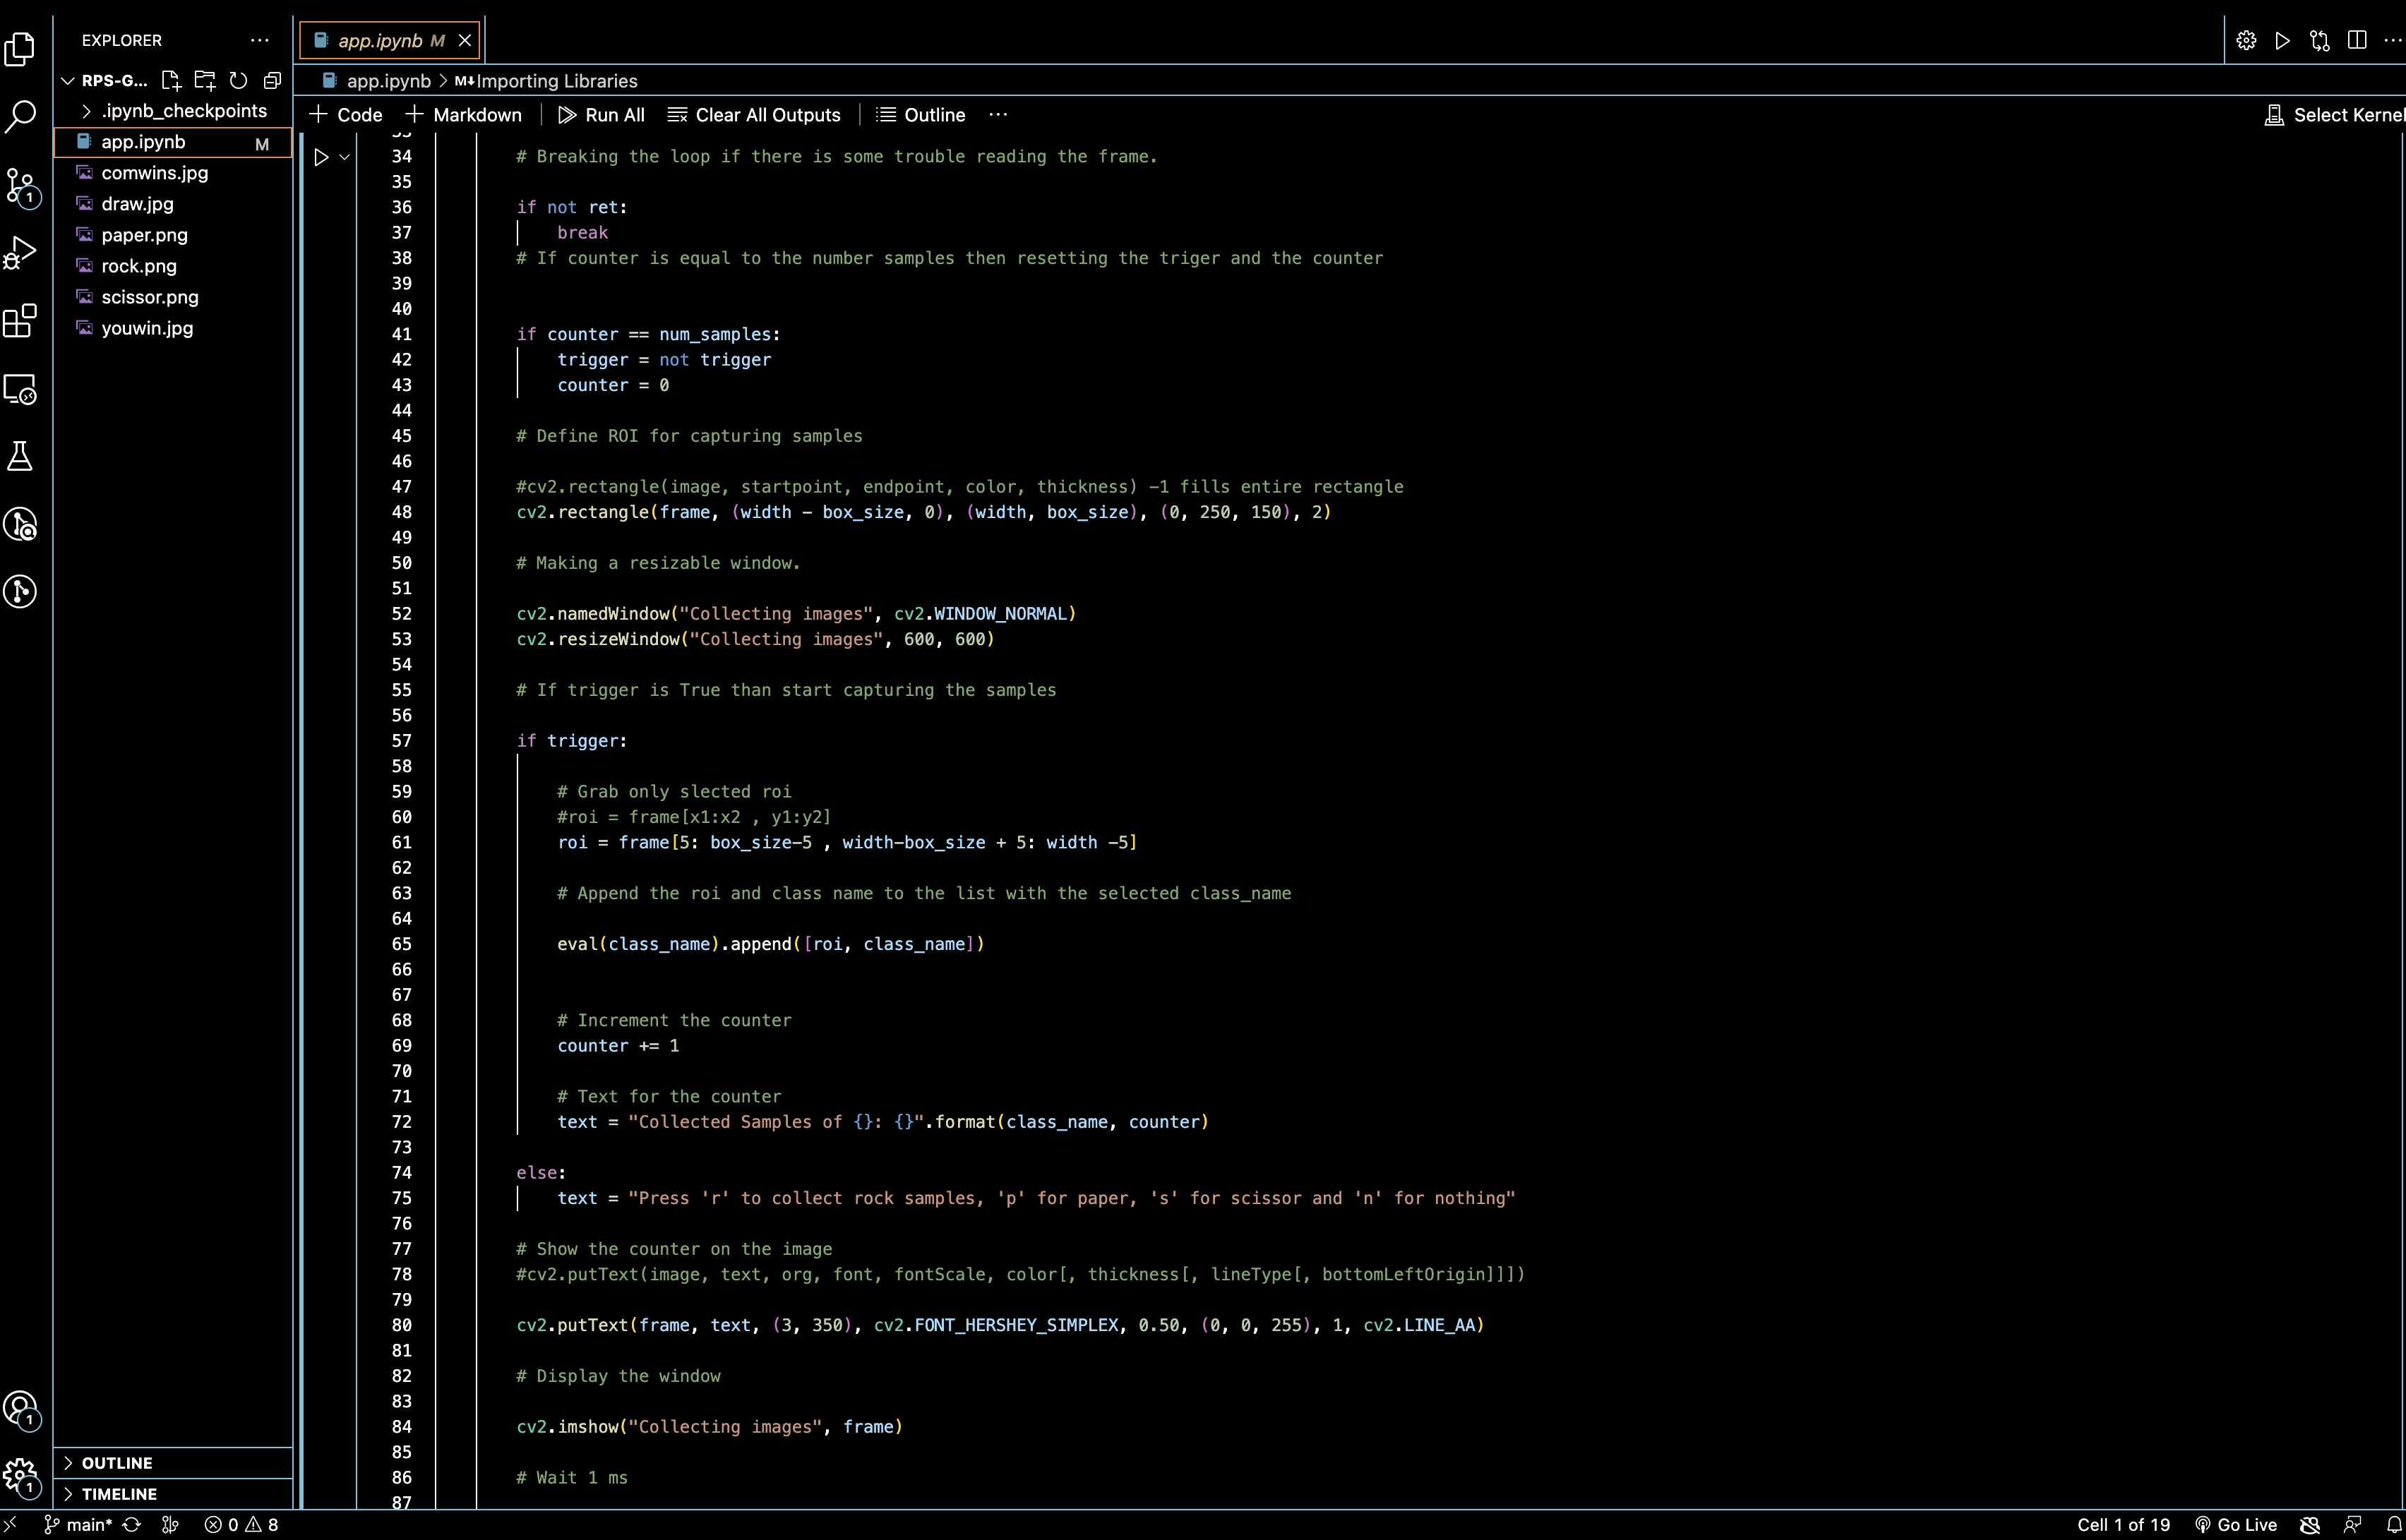 EXPLORER
RPS-G...
.ipynb_checkpoints
app.ipynb M
comwins.jpg
draw.jpg
paper.png
rock.png
scissor.png
youwin.jpg
OUTLINE
TIMELINE
app.ipynb M
app.ipynb > M↓Importing Libraries
+ Code + Markdown Run All Clear All Outputs Outline ...
Select Kernel
34 # Breaking the loop if there is some trouble reading the frame.
35
36 if not ret:
37 break
38 # If counter is equal to the number samples then resetting the triger and the counter
39
40
41 if counter == num_samples:
42 trigger = not trigger
43 counter = 0
44
45 # Define ROI for capturing samples
46
47 #cv2.rectangle(image, startpoint, endpoint, color, thickness) -1 fills entire rectangle
48 cv2.rectangle(frame, (width - box_size, 0), (width, box_size), (0, 250, 150), 2)
49
50 # Making a resizable window.
51
52 cv2.namedWindow("Collecting images", cv2.WINDOW_NORMAL)
53 cv2.resizeWindow("Collecting images", 600, 600)
54
55 # If trigger is True than start capturing the samples
56
57 if trigger:
58
59 # Grab only slected roi
60 #roi = frame[x1:x2 , y1:y2]
61 roi = frame[5: box_size-5 , width-box_size + 5: width -5]
62
63 # Append the roi and class name to the list with the selected class_name
64
65 eval(class_name).append([roi, class_name])
66
67
68 # Increment the counter
69 counter += 1
70
71 # Text for the counter
72 text = "Collected Samples of {}: {}".format(class_name, counter)
73
74 else:
75 text = "Press 'r' to collect rock samples, 'p' for paper, 's' for scissor and 'n' for nothing"
76
77 # Show the counter on the image
78 #cv2.putText(image, text, org, font, fontScale, color[, thickness[, lineType[, bottomLeftOrigin]]])
79
80 cv2.putText(frame, text, (3, 350), cv2.FONT_HERSHEY_SIMPLEX, 0.50, (0, 0, 255), 1, cv2.LINE_AA)
81
82 # Display the window
83
84 cv2.imshow("Collecting images", frame)
85
86 # Wait 1 ms
87
1
1
1
main* 0 8
Cell 1 of 19 Go Live